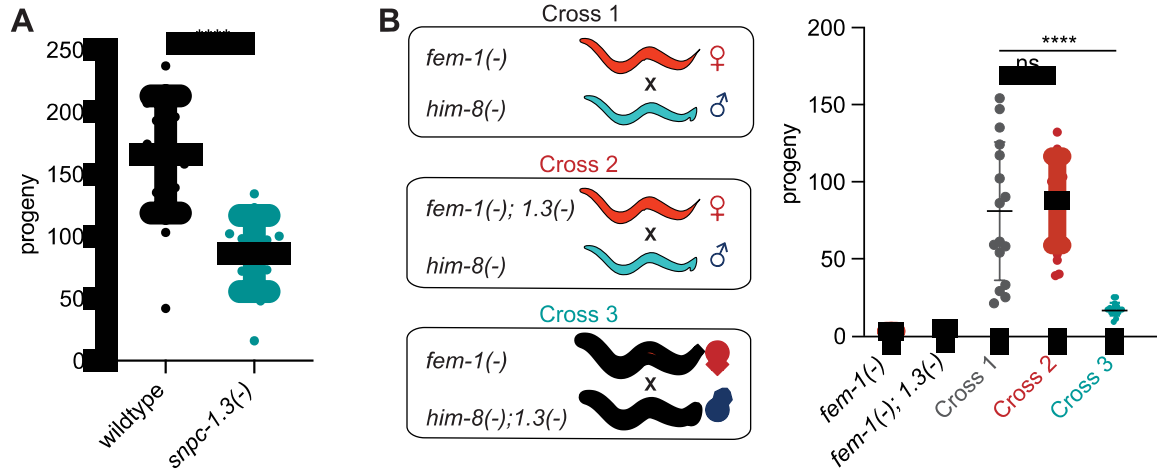 A
250
200
150
100
50
0
progeny
wildtype
snpc-1.3(-)
B
Cross 1
fem-1(-)
X
him-8(-)
Cross 2
fem-1(-); 1.3(-)
X
him-8(-)
Cross 3
fem-1(-)
X
him-8(-);1.3(-)
200
150
100
50
0
progeny
****
ns
fem-1(-)
fem-1(-); 1.3(-)
Cross 1
Cross 2
Cross 3